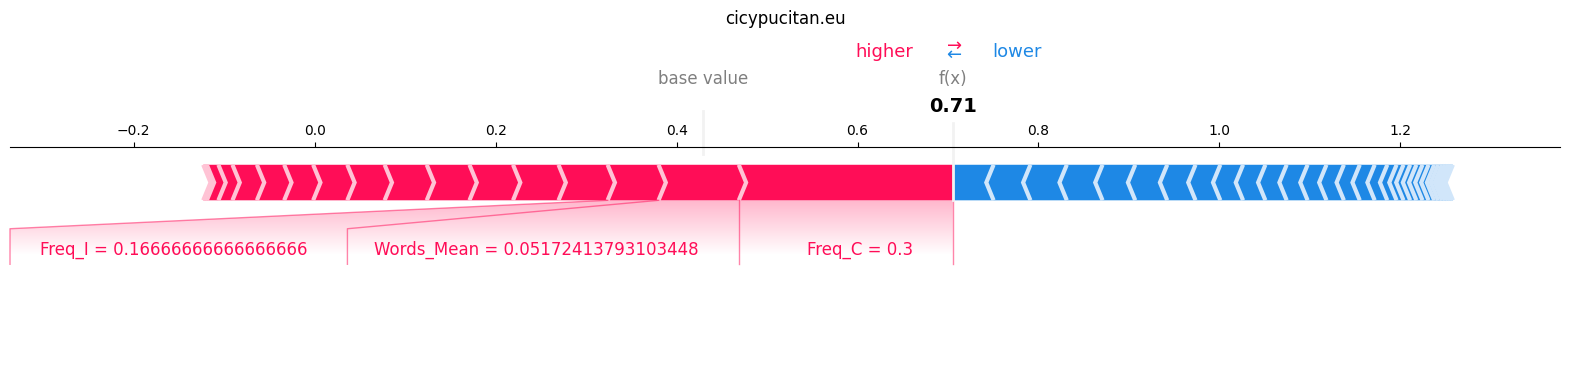 cicypucitan.eu
higher ⇄ lower
base value f(x)
0.71
−0.2 0.0 0.2 0.4 0.6 0.8 1.0 1.2
Freq_I = 0.16666666666666666 Words_Mean = 0.05172413793103448 Freq_C = 0.3